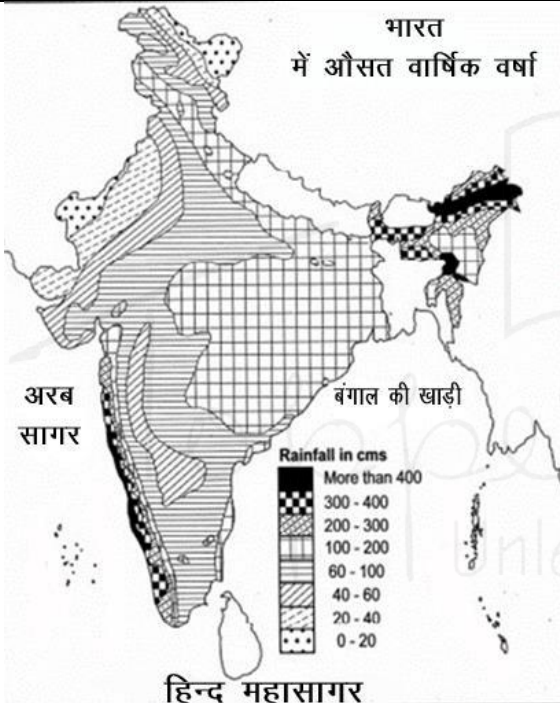 भारत
में औसत वार्षिक वर्षा
अरब
सागर
बंगाल की खाड़ी
Rainfall in cms
More than 400
300 - 400
200 - 300
100 - 200
60 - 100
40 - 60
20 - 40
0 - 20
हिन्द महासागर